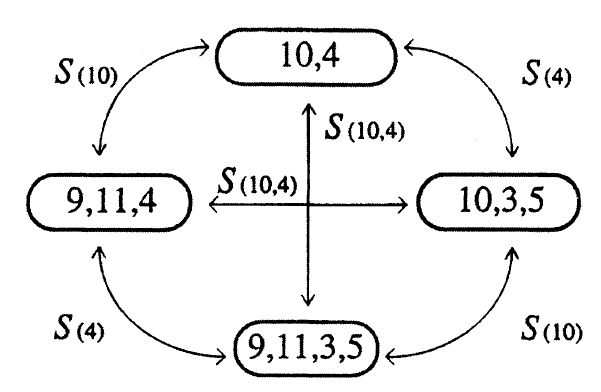 10,4
S(10)
S(4)
S(10,4)
S(10,4)
9,11,4
10,3,5
S(4)
S(10)
9,11,3,5